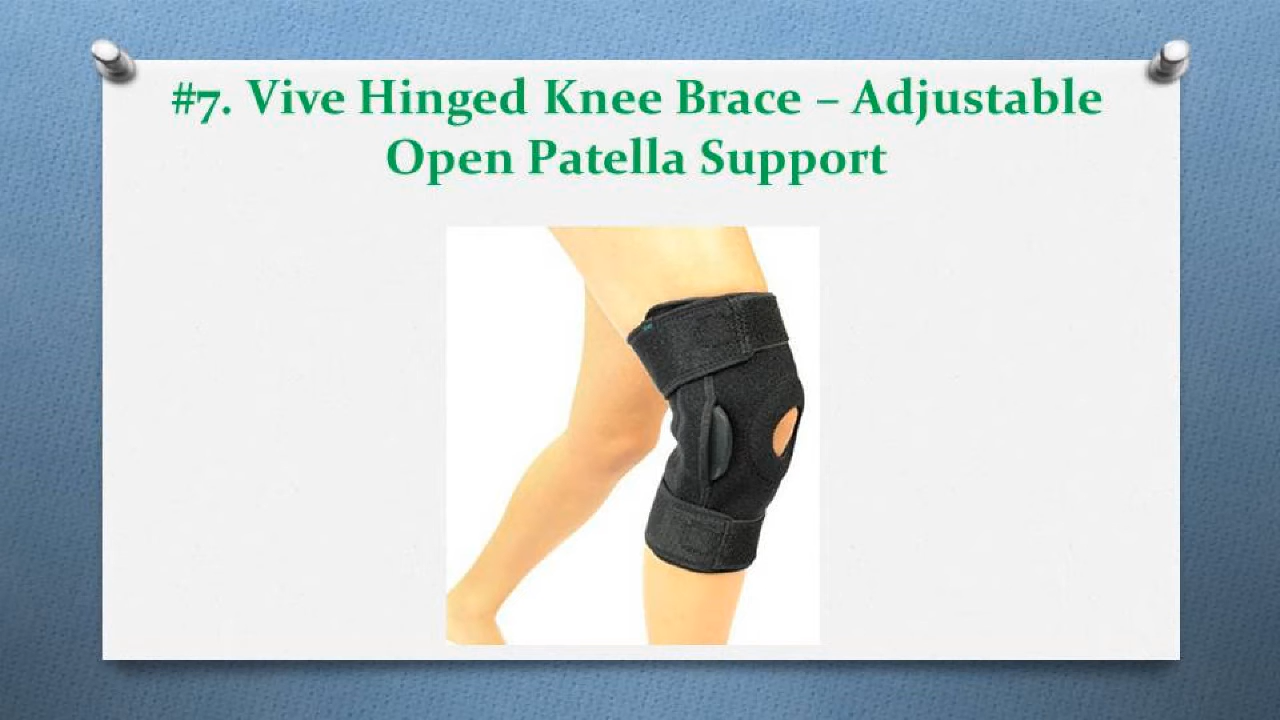 #7. Vive Hinged Knee Brace – Adjustable
Open Patella Support